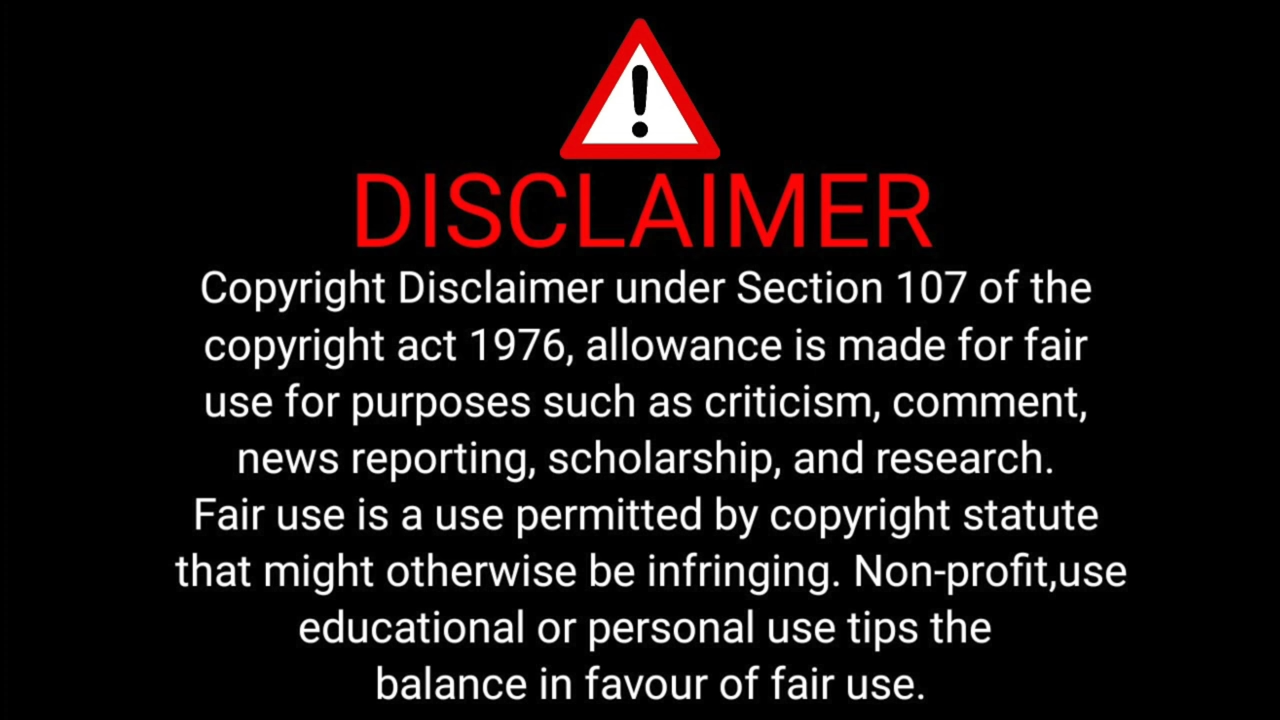 DISCLAIMER
Copyright Disclaimer under Section 107 of the
copyright act 1976, allowance is made for fair
use for purposes such as criticism, comment,
news reporting, scholarship, and research.
Fair use is a use permitted by copyright statute
that might otherwise be infringing. Non-profit,use
educational or personal use tips the
balance in favour of fair use.